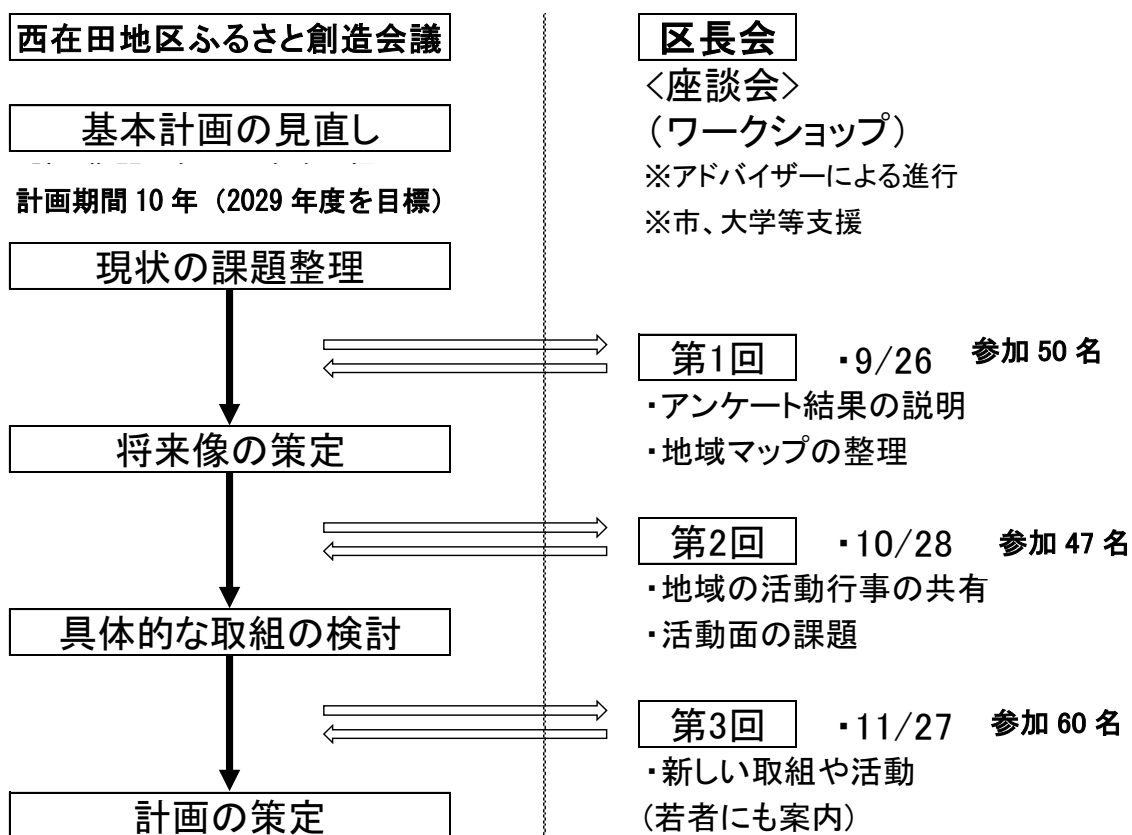 西在田地区ふるさと創造会議
基本計画の見直し
計画期間 10 年（2029 年度を目標）
現状の課題整理
将来像の策定
具体的な取組の検討
計画の策定
区長会
<座談会>
（ワークショップ）
※アドバイザーによる進行
※市、大学等支援
第1回 ・9/26 参加 50 名
・アンケート結果の説明
・地域マップの整理
第2回 ・10/28 参加 47 名
・地域の活動行事の共有
・活動面の課題
第3回 ・11/27 参加 60 名
・新しい取組や活動
(若者にも案内)